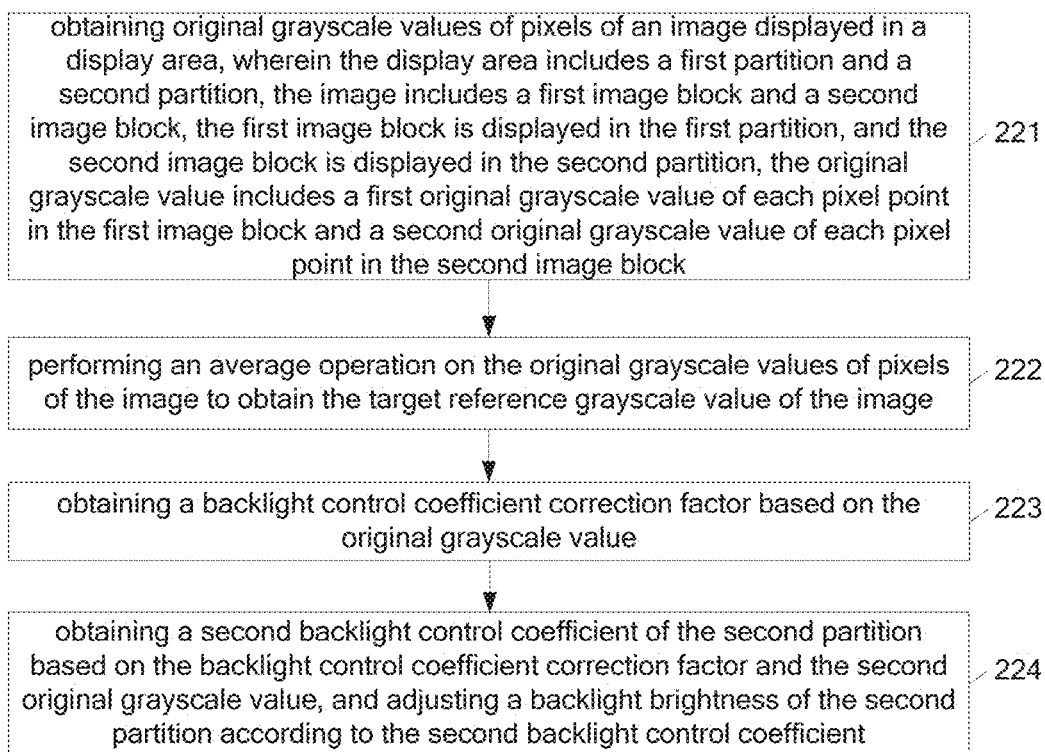 obtaining original grayscale values of pixels of an image displayed in a
display area, wherein the display area includes a first partition and a
second partition, the image includes a first image block and a second
image block, the first image block is displayed in the first partition, and the
second image block is displayed in the second partition, the original
grayscale value includes a first original grayscale value of each pixel point
in the first image block and a second original grayscale value of each pixel
point in the second image block
221
performing an average operation on the original grayscale values of pixels
of the image to obtain the target reference grayscale value of the image
222
obtaining a backlight control coefficient correction factor based on the
original grayscale value
223
obtaining a second backlight control coefficient of the second partition
based on the backlight control coefficient correction factor and the second
original grayscale value, and adjusting a backlight brightness of the second
partition according to the second backlight control coefficient
224